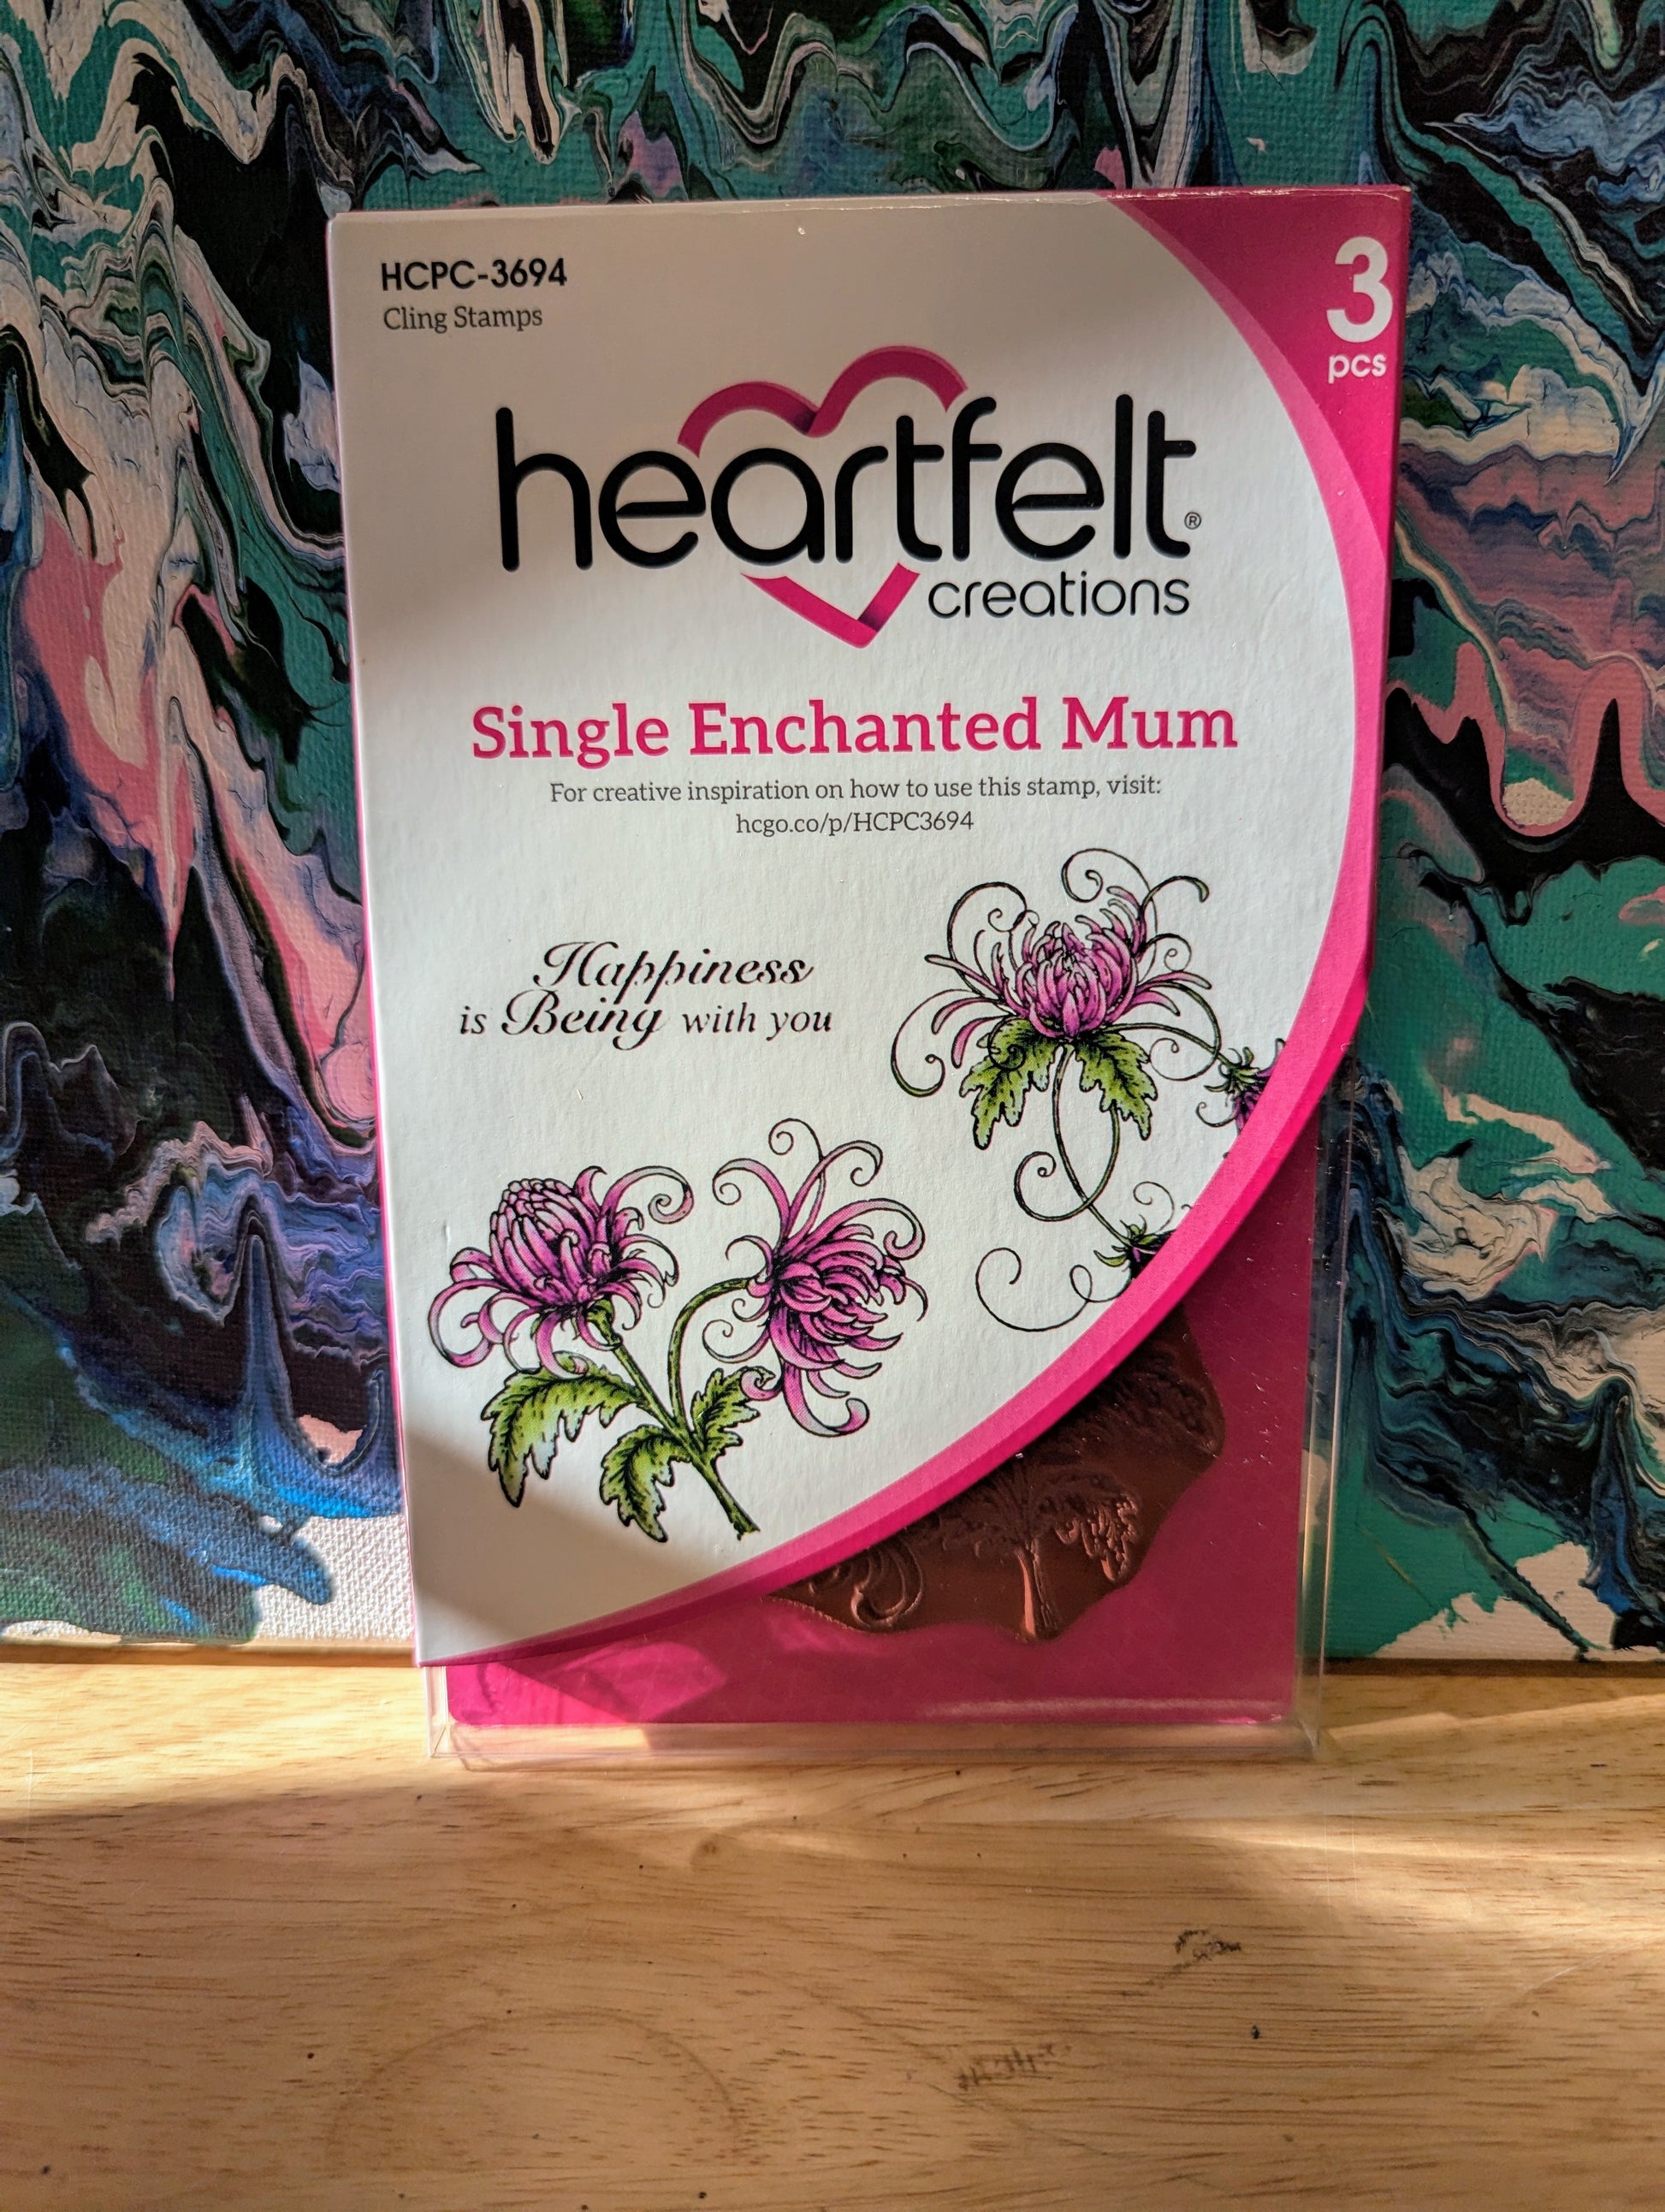 HCPC-3694
Cling Stamps
3
pcs
heartfelt®
creations
Single Enchanted Mum
For creative inspiration on how to use this stamp, visit:
hcgo.co/p/HCPC3694
Happiness
is Being with you